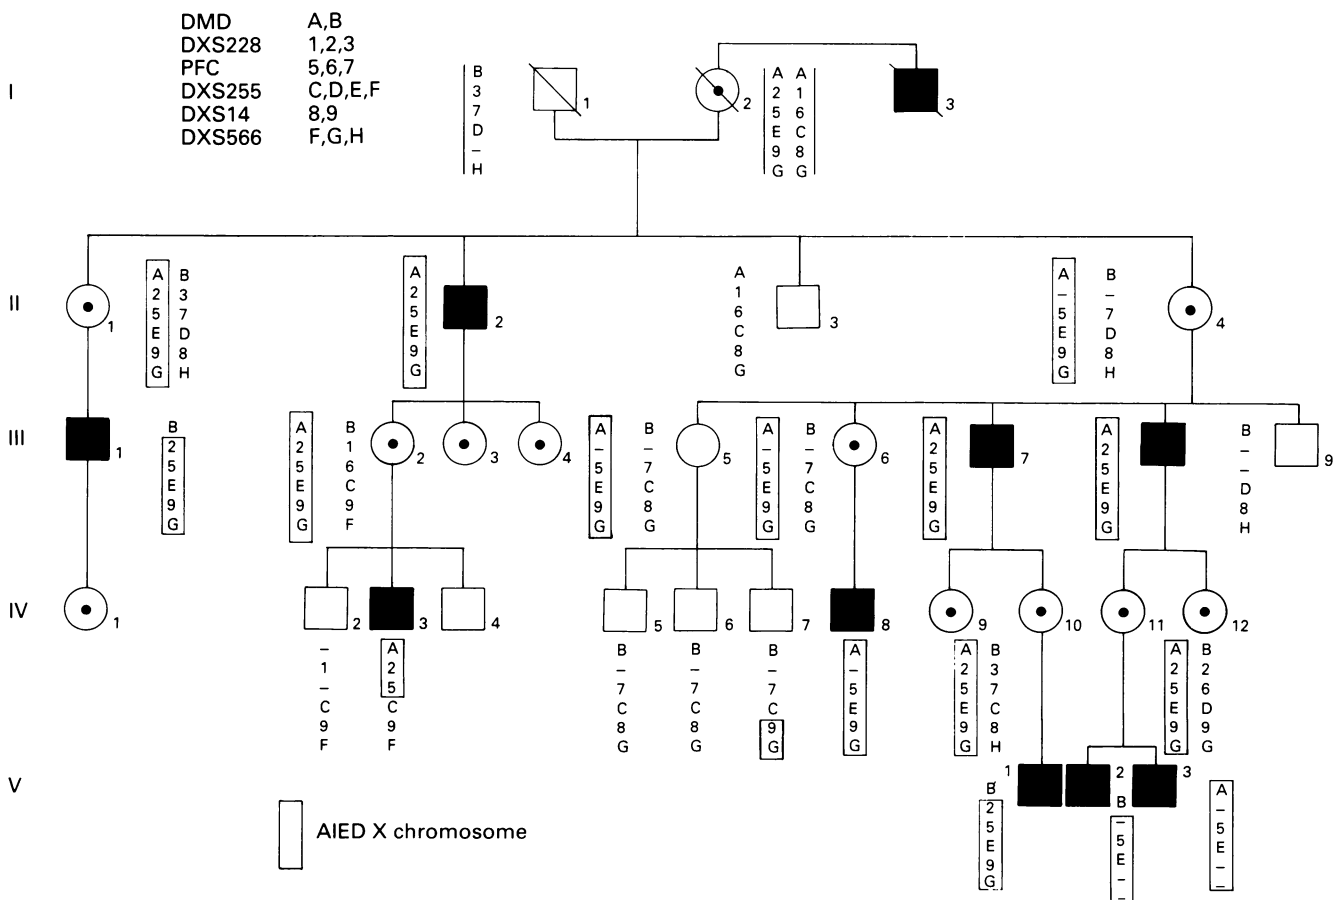 DMD A,B
DXS228 1,2,3
PFC 5,6,7
DXS255 C,D,E,F
DXS14 8,9
DXS566 F,G,H
I
B
3
7
D
–
H
1
2
A A
2 1
5 6
E C
9 8
G G
3
II
1
A B
2 3
5 7
E D
9 8
G H
A
2
5
E
9
G
2
A
1
6
C
8
G
3
A B
– –
5 7
E D
9 8
G H
4
III
1
B
2
5
E
9
G
A B
2 1
5 6
E C
9 9
G F
2
3
4
A B
– –
5 7
E C
9 8
G G
5
A B
– –
5 7
E C
9 8
G G
6
A
2
5
E
9
G
7
A
2
5
E
9
G
B
–
–
D
8
H
9
IV
1
2
–
1
–
C
9
F
3
A
2
5
C
9
F
4
5
B
–
7
C
8
G
6
B
–
7
C
8
G
7
B
–
7
C
9
G
8
A
–
5
E
9
G
9
A B
2 3
5 7
E C
9 8
G H
10
11
12
A B
2 2
5 6
E D
9 9
G G
V
1
B
2
5
E
9
G
2
B
–
5
E
–
3
A
–
5
E
–
–
AIED X chromosome